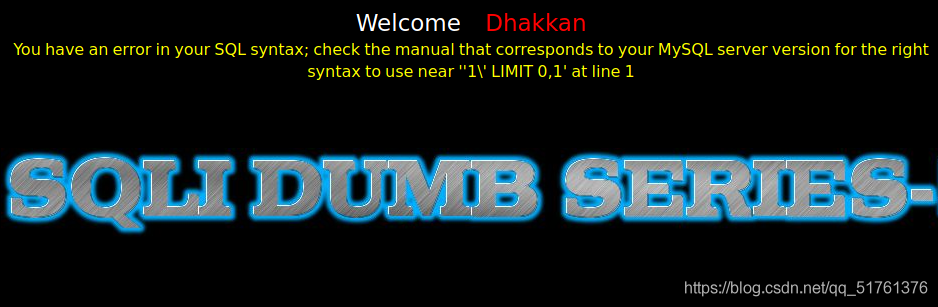 Welcome Dhakkan
You have an error in your SQL syntax; check the manual that corresponds to your MySQL server version for the right
syntax to use near ''1\' LIMIT 0,1' at line 1
SQLI DUMB SERIES-
https://blog.csdn.net/qq_51761376